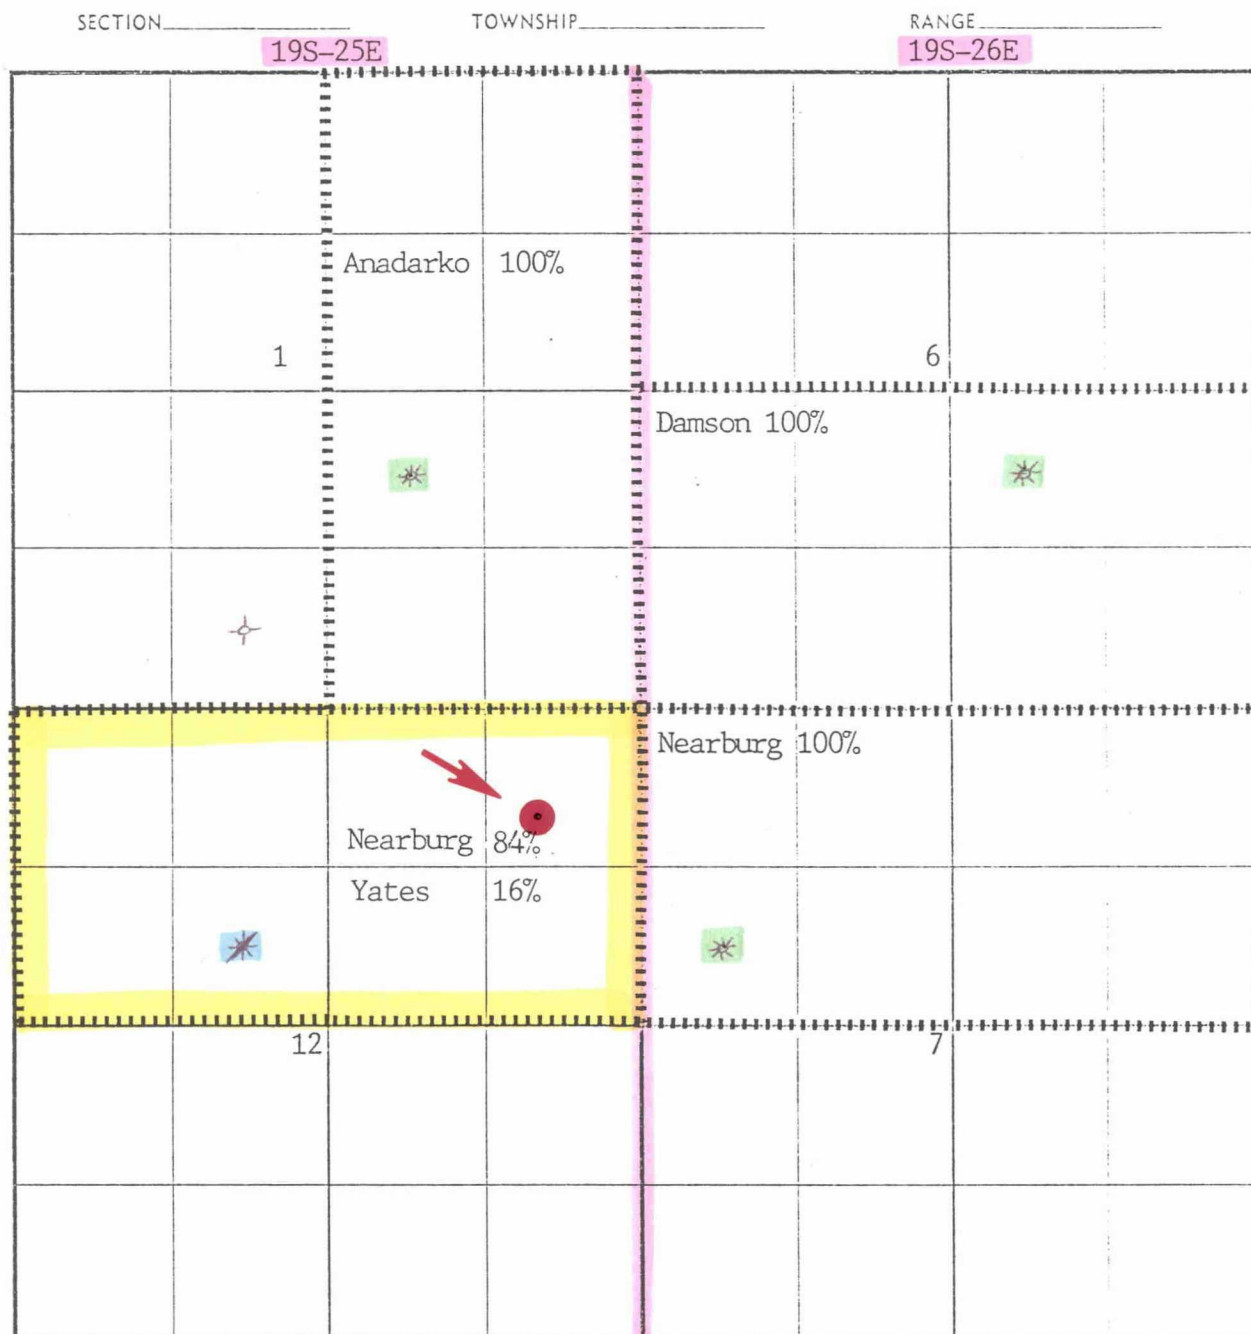 SECTION TOWNSHIP RANGE
19S-25E 19S-26E
Anadarko 100%
1 6
Damson 100%
Nearburg 100%
Nearburg 84%
Yates 16%
12 7